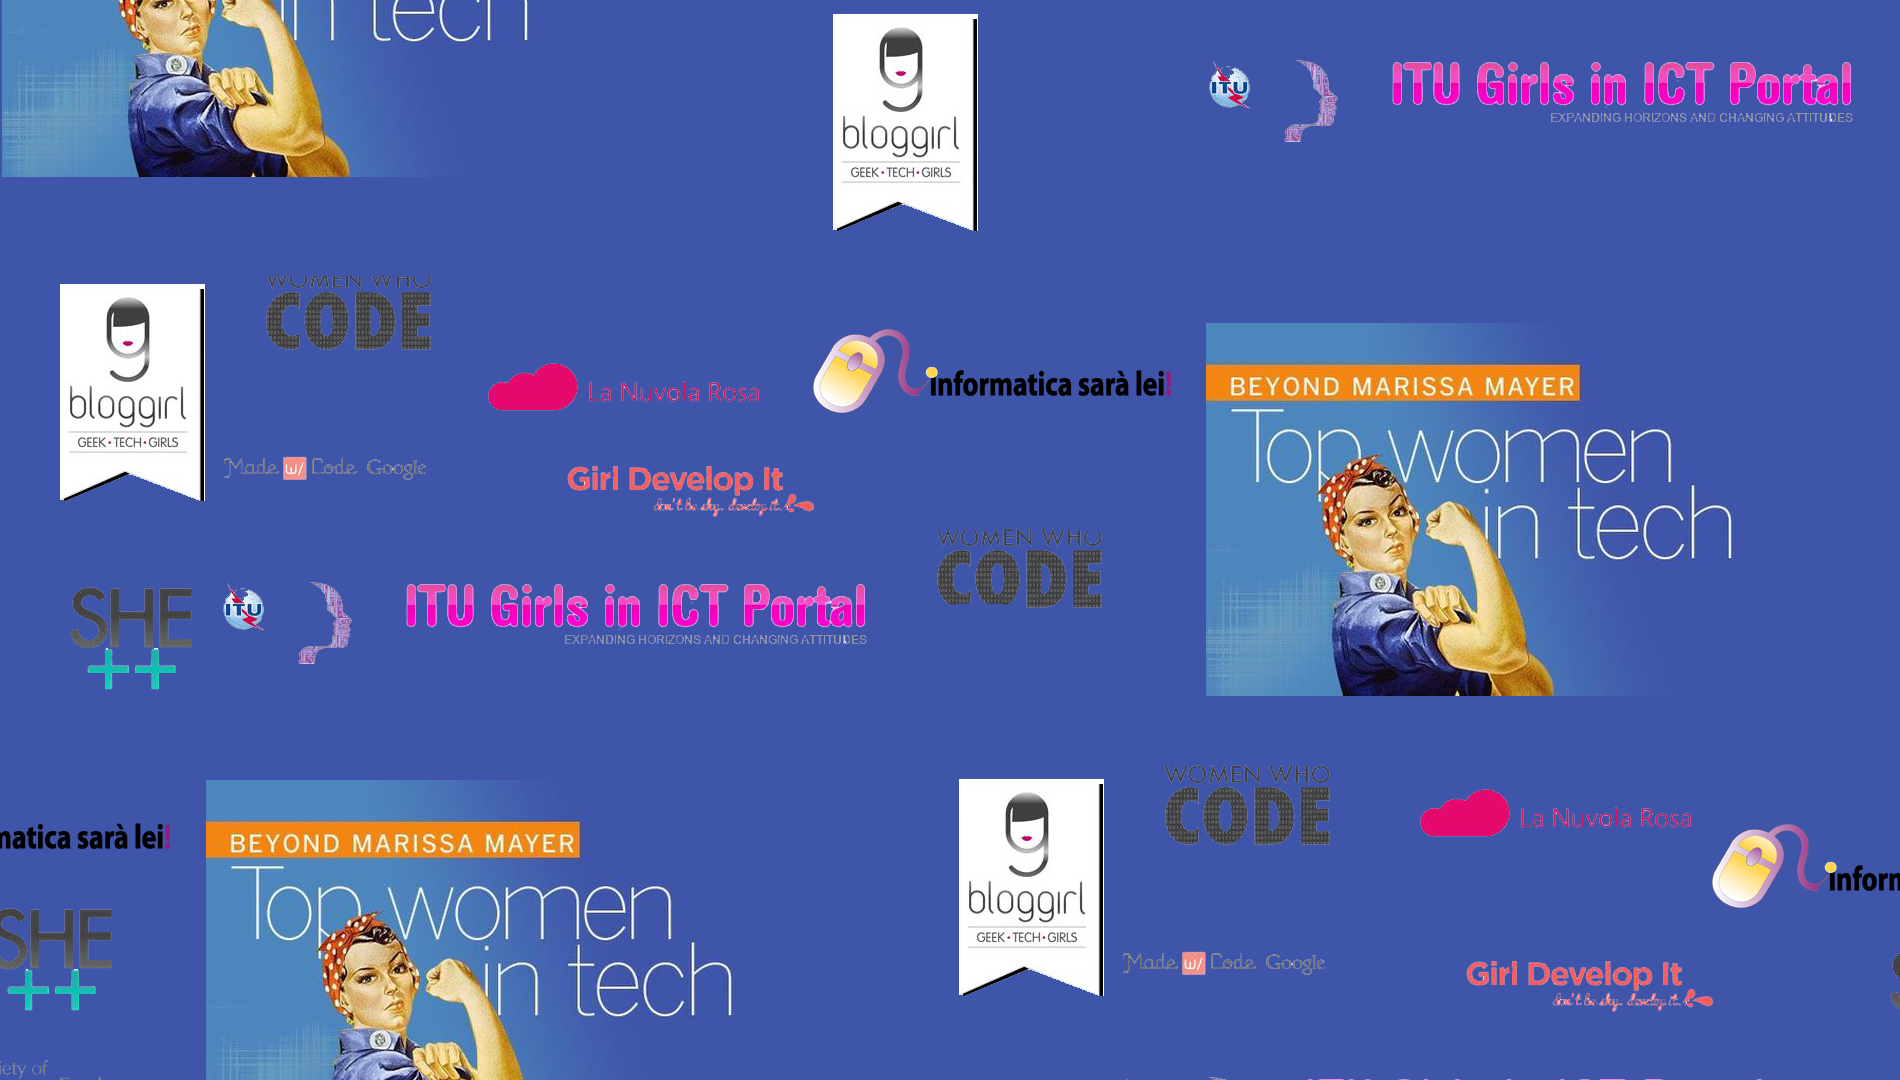 in tech
bloggirl
GEEK • TECH • GIRLS
ITU
ITU Girls in ICT Portal
EXPANDING HORIZONS AND CHANGING ATTITUDES
bloggirl
GEEK • TECH • GIRLS
WOMEN WHO
CODE
La Nuvola Rosa
informatica sarà lei!
BEYOND MARISSA MAYER
Top women
in tech
Made w/ Code Google
Girl Develop It
don't be shy. develop it.
WOMEN WHO
CODE
SHE
++
ITU
ITU Girls in ICT Portal
EXPANDING HORIZONS AND CHANGING ATTITUDES
matica sarà lei!
BEYOND MARISSA MAYER
Top women
in tech
bloggirl
GEEK • TECH • GIRLS
WOMEN WHO
CODE
La Nuvola Rosa
inform
SHE
++
Made w/ Code Google
Girl Develop It
don't be shy. develop it.
iety of